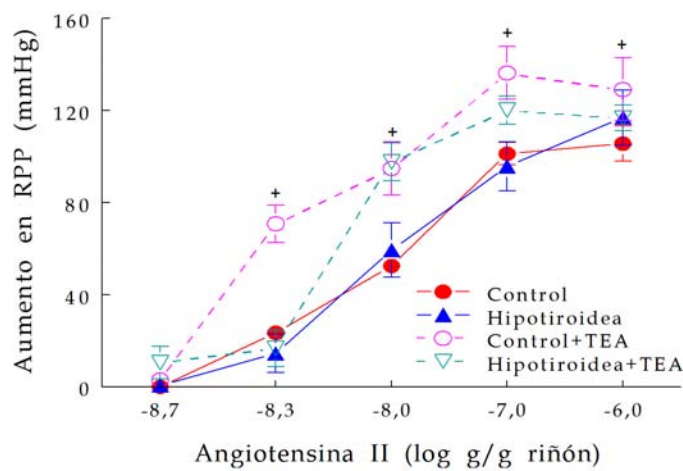 160
120
80
40
0
Aumento en RPP (mmHg)
+ + + +
Control
Hipotiroidea
Control+TEA
Hipotiroidea+TEA
-8,7 -8,3 -8,0 -7,0 -6,0
Angiotensina II (log g/g riñón)